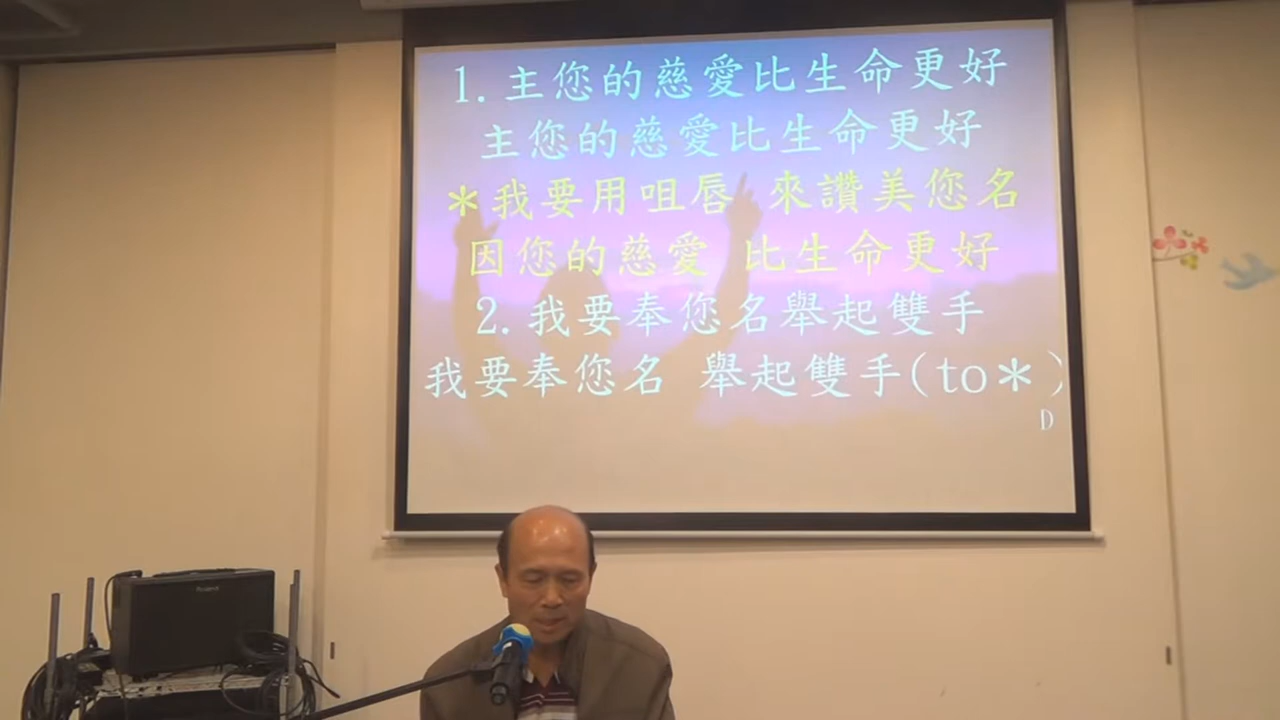 1.主您的慈愛比生命更好
主您的慈愛比生命更好
*我要用咀唇 來讚美您名
因您的慈愛 比生命更好
2.我要奉您名舉起雙手
我要奉您名 舉起雙手(to*)
D
Roland